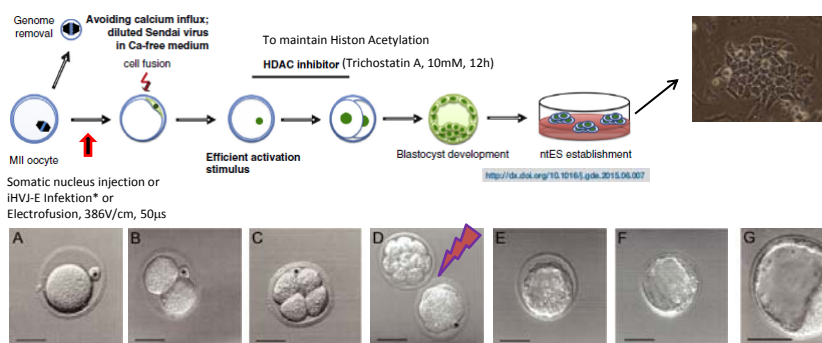 Genome
removal
Avoiding calcium influx;
diluted Sendai virus
in Ca-free medium
cell fusion
To maintain Histon Acetylation
HDAC inhibitor (Trichostatin A, 10mM, 12h)
MII oocyte
Efficient activation
stimulus
Blastocyst development
ntES establishment
http://dx.doi.org/10.1016/j.gde.2015.06.007
Somatic nucleus injection or
iHVJ-E Infektion* or
Electrofusion, 386V/cm, 50µs
A
B
C
D
E
F
G